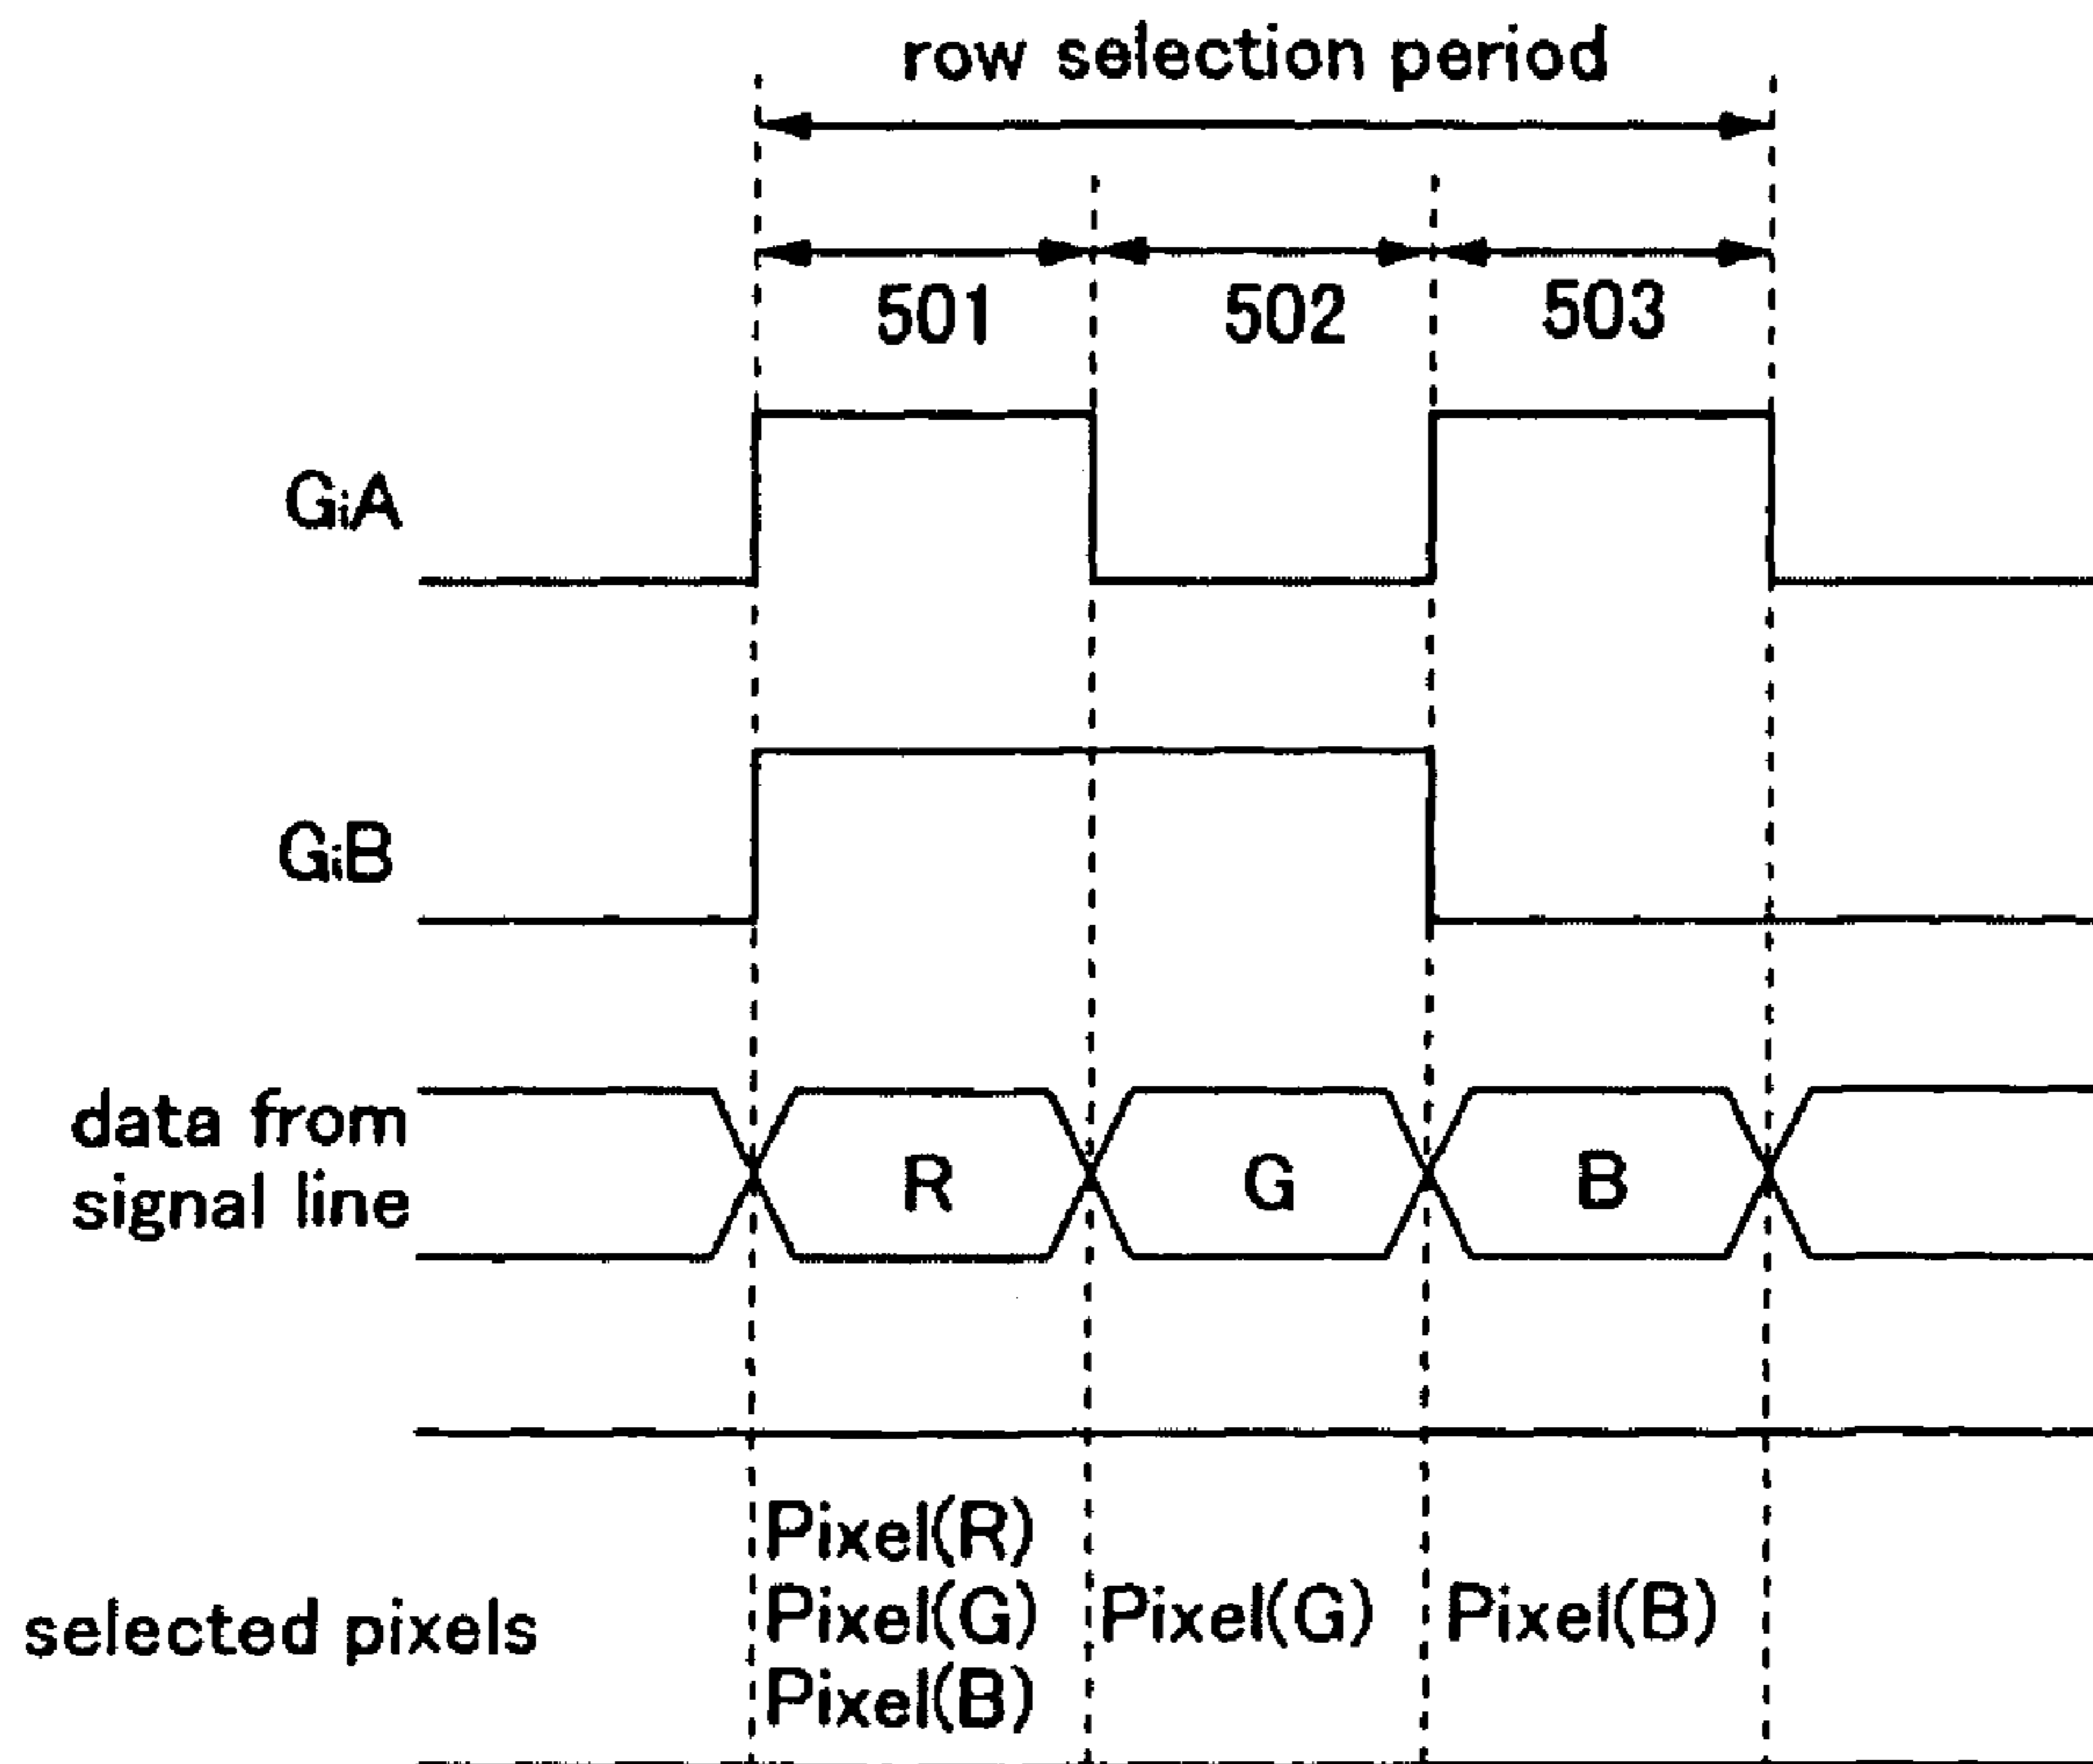 row selection period
501 502 503
GiA
GiB
data from
signal line
R G B
selected pixels
Pixel(R)
Pixel(G)
Pixel(B)
Pixel(G)
Pixel(B)